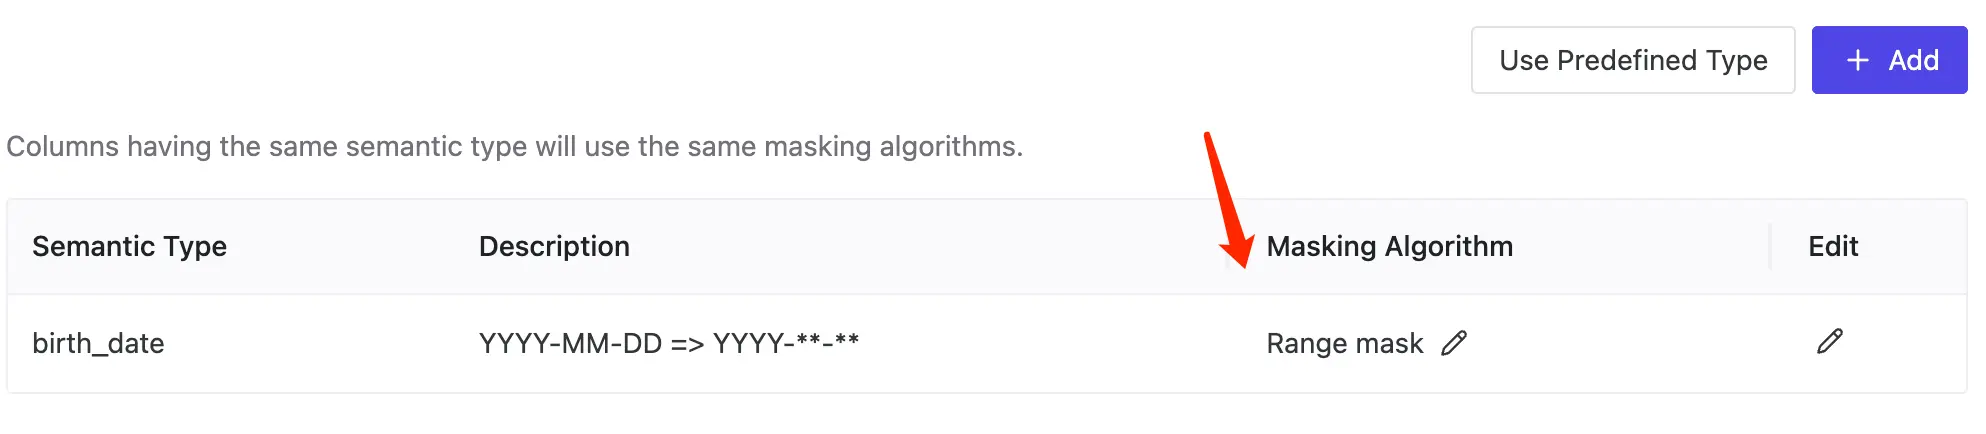 Use Predefined Type
+ Add
Columns having the same semantic type will use the same masking algorithms.
Semantic Type Description Masking Algorithm Edit
birth_date YYYY-MM-DD => YYYY-**-** Range mask